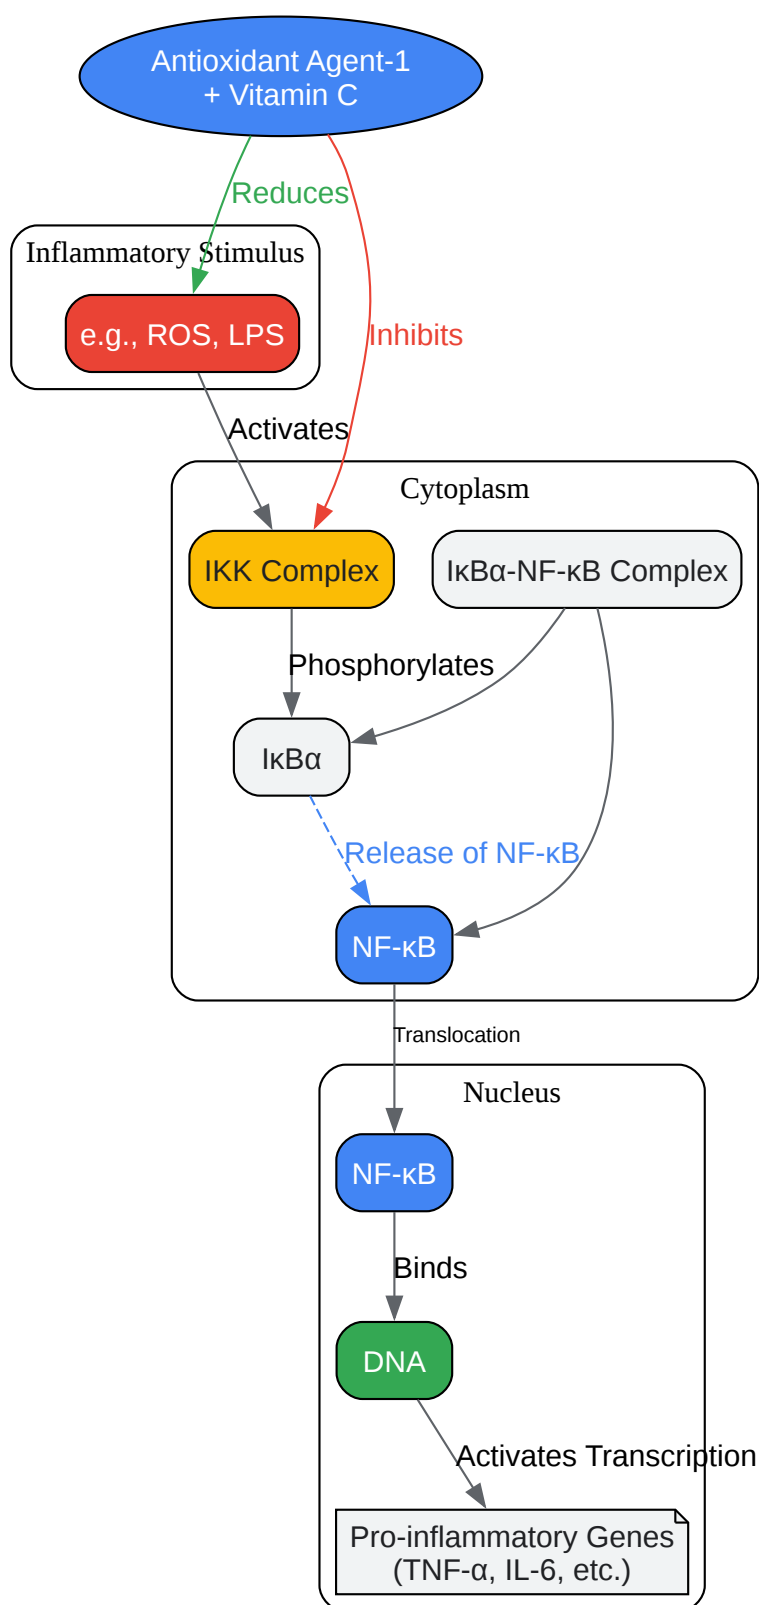 Antioxidant Agent-1
+ Vitamin C
Reduces
Inflammatory Stimulus
e.g., ROS, LPS
Inhibits
Activates
Cytoplasm
IKK Complex
IκBα-NF-κB Complex
Phosphorylates
IκBα
Release of NF-κB
NF-κB
Translocation
Nucleus
NF-κB
Binds
DNA
Activates Transcription
Pro-inflammatory Genes
(TNF-α, IL-6, etc.)